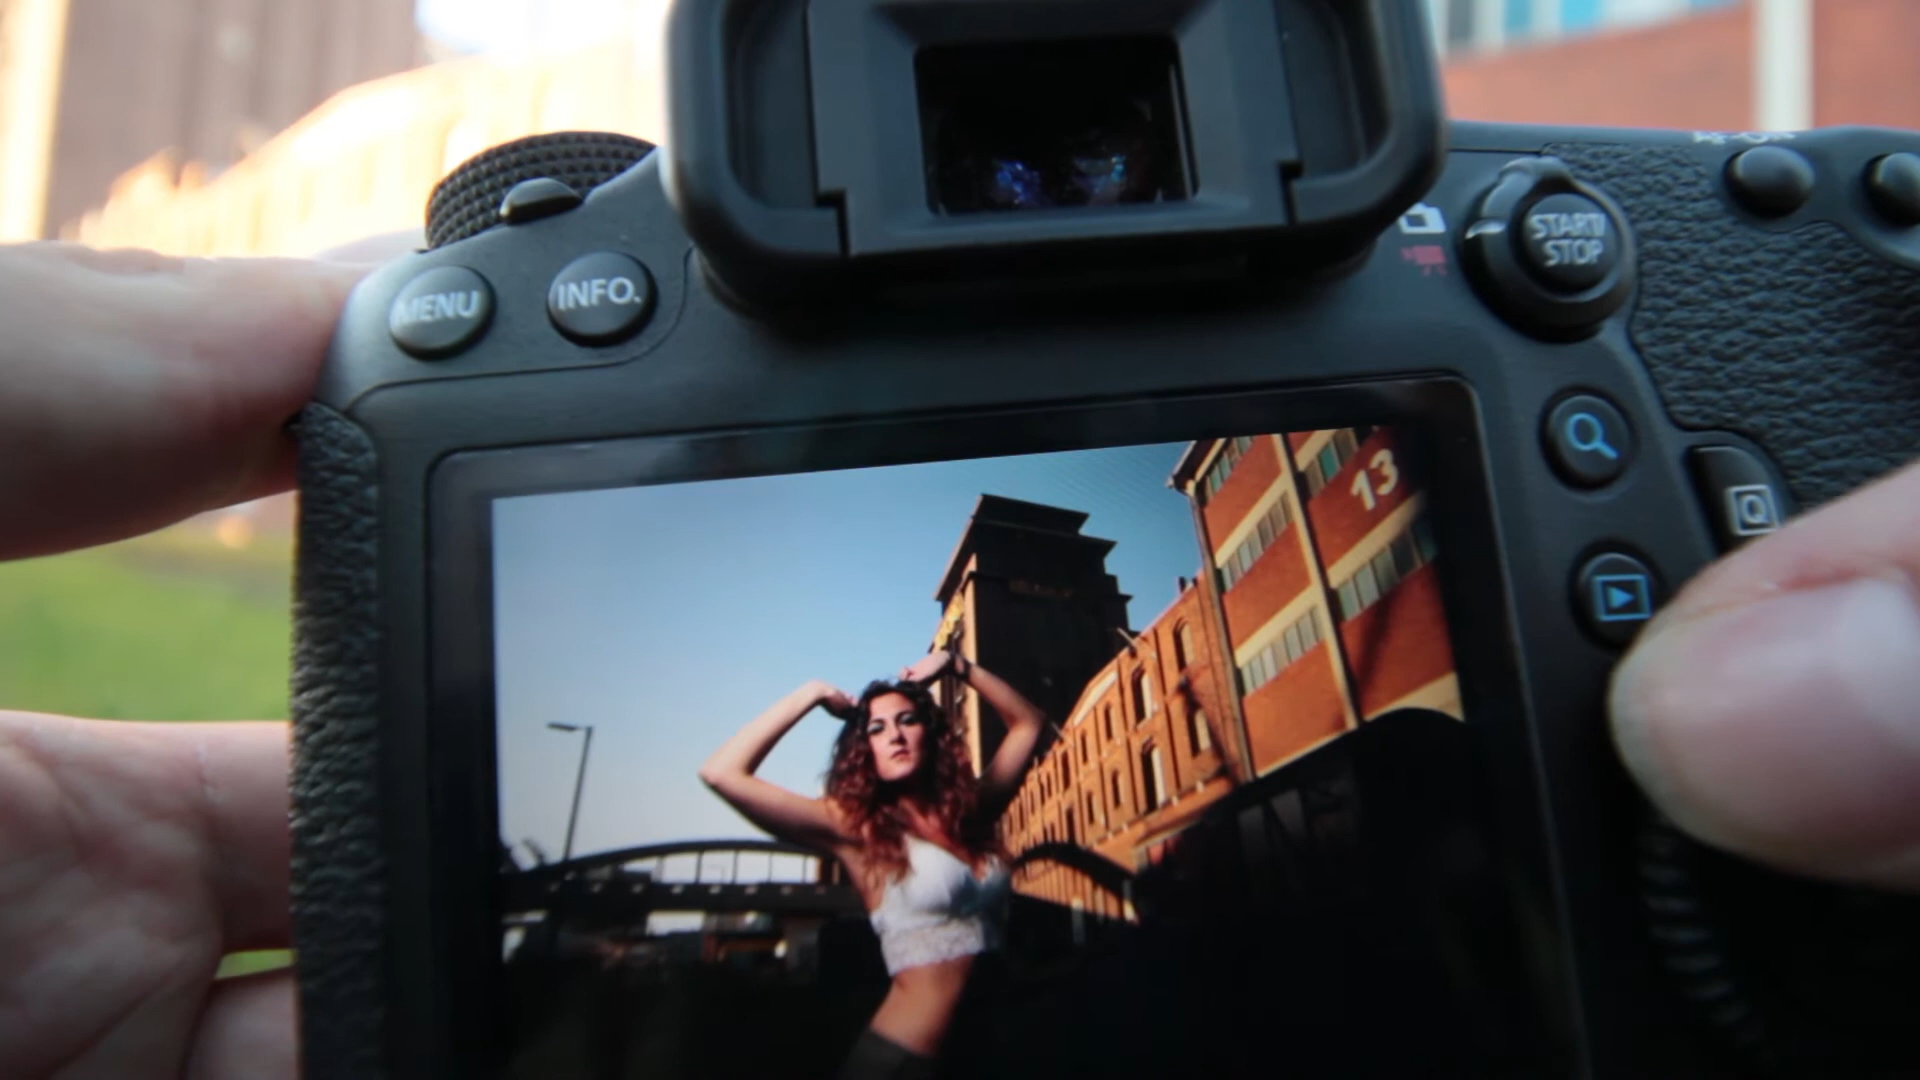 MENU
INFO.
START/
STOP
Q
13